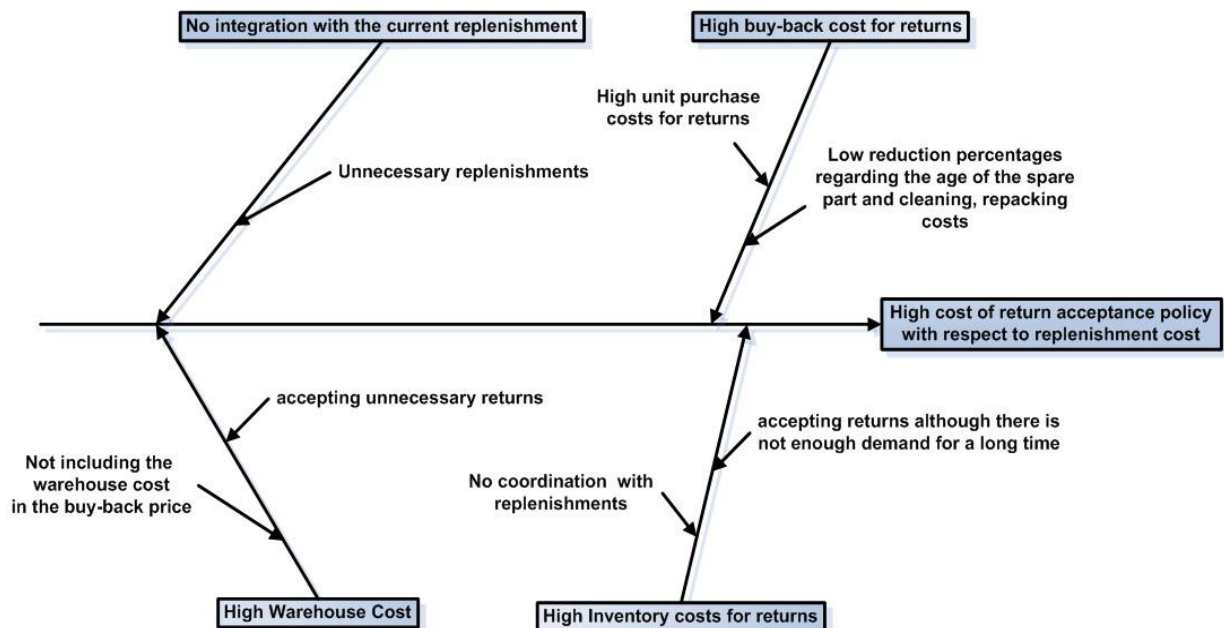 No integration with the current replenishment
High buy-back cost for returns
High unit purchase
costs for returns
Unnecessary replenishments
Low reduction percentages
regarding the age of the spare
part and cleaning, repacking
costs
High cost of return acceptance policy
with respect to replenishment cost
accepting unnecessary returns
Not including the
warehouse cost
in the buy-back price
accepting returns although there is
not enough demand for a long time
No coordination with
replenishments
High Warehouse Cost
High Inventory costs for returns